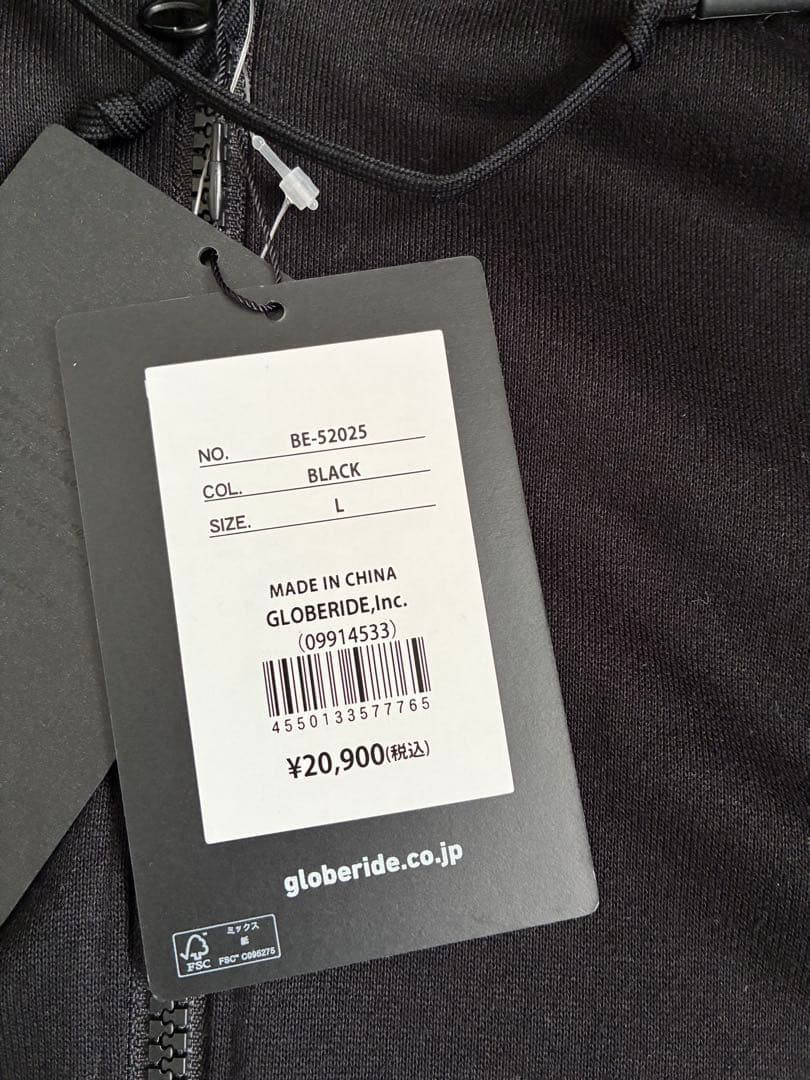 NO. BE-52025
COL. BLACK
SIZE. L
MADE IN CHINA
GLOBERIDE,Inc.
(09914533)
4550133577765
¥20,900(税込)
globeride.co.jp
ミックス
紙
FSC FSC® C095275